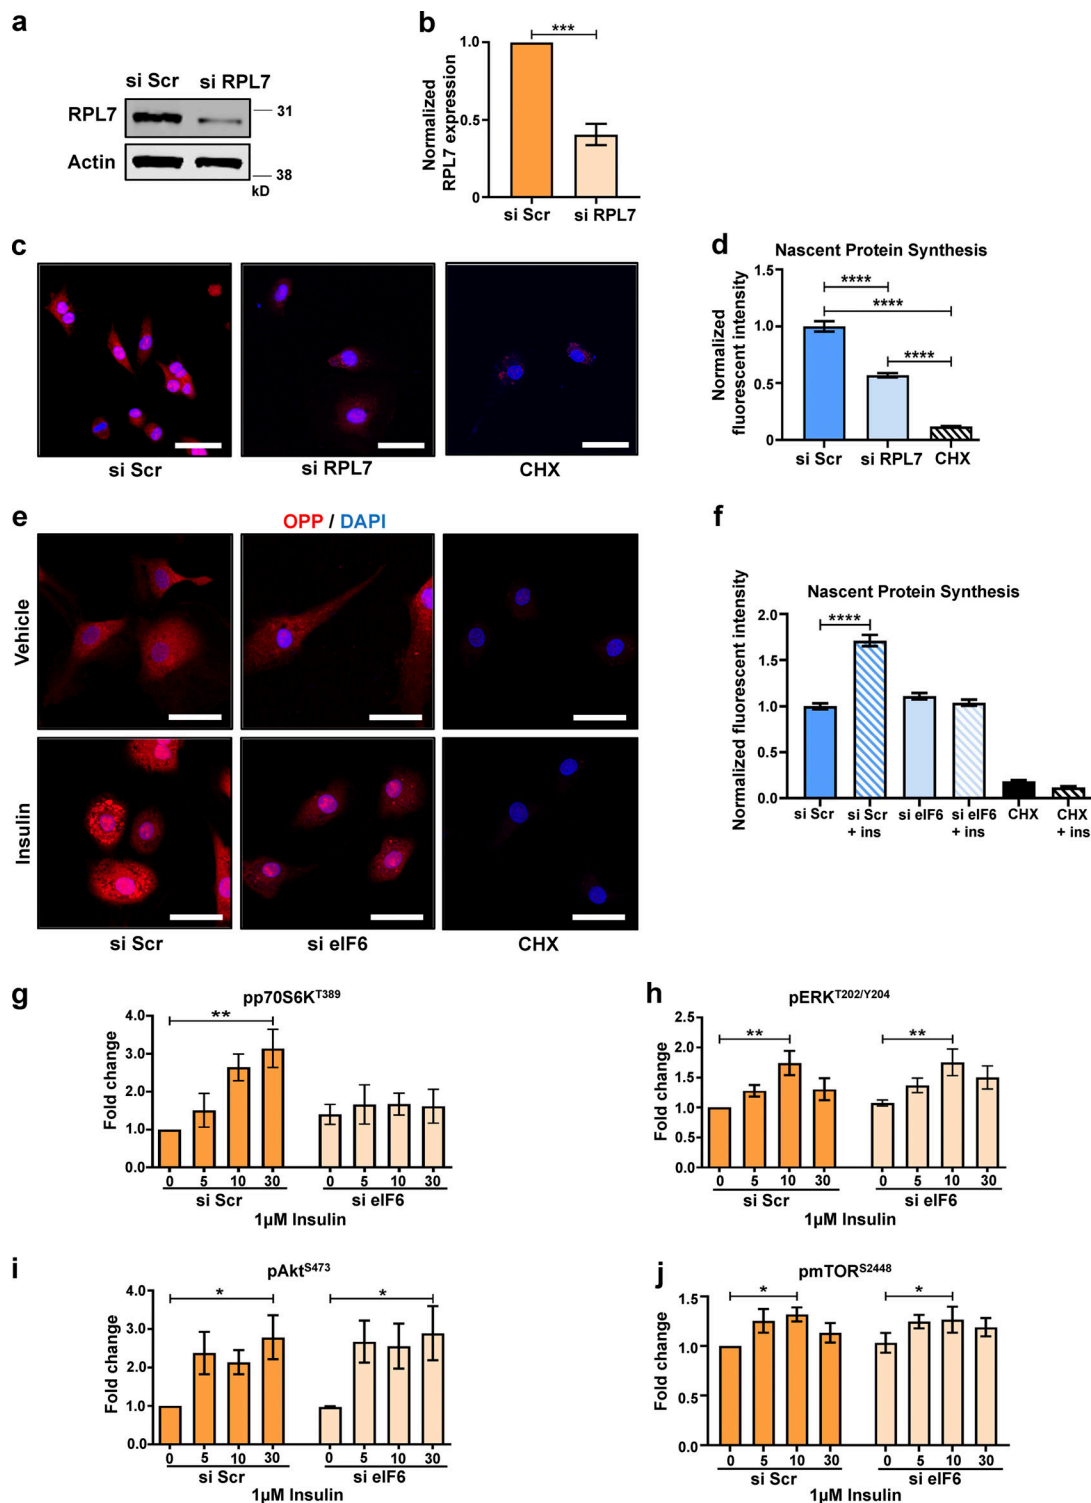 a
si Scr si RPL7
RPL7
31
Actin
38
kD
b
***
Normalized
RPL7 expression
1.0
0.5
0
si Scr si RPL7
c
si Scr
si RPL7
CHX
d
Nascent Protein Synthesis
Normalized
fluorescent intensity
1.5
1.0
0.5
0
****
****
****
si Scr si RPL7 CHX
e
OPP / DAPI
Vehicle
Insulin
si Scr
si eIF6
CHX
f
Nascent Protein Synthesis
Normalized fluorescent intensity
2.0
1.5
1.0
0.5
0.0
****
si Scr
si Scr
+ ins
si eIF6
si eIF6
+ ins
CHX
CHX
+ ins
g
pp70S6KT389
Fold change
4.0
3.0
2.0
1.0
0.0
**
0 5 10 30 0 5 10 30
si Scr si eIF6
1µM Insulin
h
pERKT202/Y204
Fold change
2.5
2.0
1.5
1.0
0.5
0.0
** **
0 5 10 30 0 5 10 30
si Scr si eIF6
1µM Insulin
i
pAktS473
Fold change
4.0
3.0
2.0
1.0
0.0
* *
0 5 10 30 0 5 10 30
si Scr si eIF6
1µM Insulin
j
pmTORS2448
Fold change
1.5
1.0
0.5
0.0
* *
0 5 10 30 0 5 10 30
si Scr si eIF6
1µM Insulin